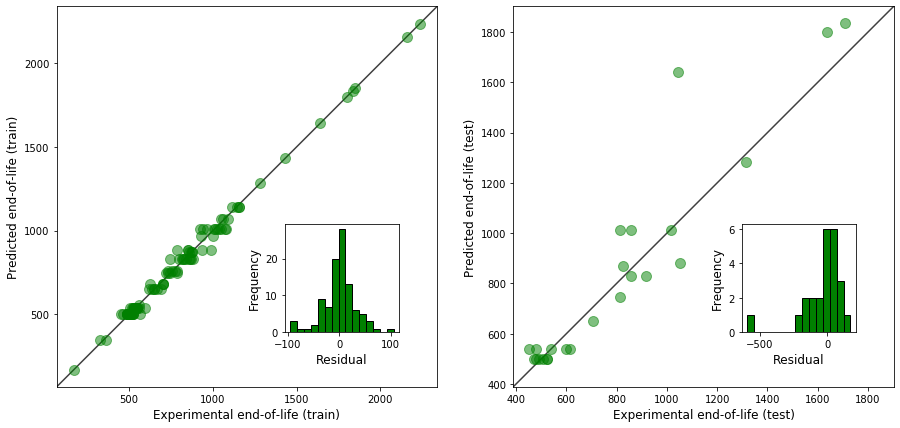 Predicted end-of-life (train)
2000
1500
1000
500
500 1000 1500 2000
Experimental end-of-life (train)
Frequency
20
10
0
−100 0 100
Residual
Predicted end-of-life (test)
1800
1600
1400
1200
1000
800
600
400
400 600 800 1000 1200 1400 1600 1800
Experimental end-of-life (test)
Frequency
6
4
2
0
−500 0
Residual